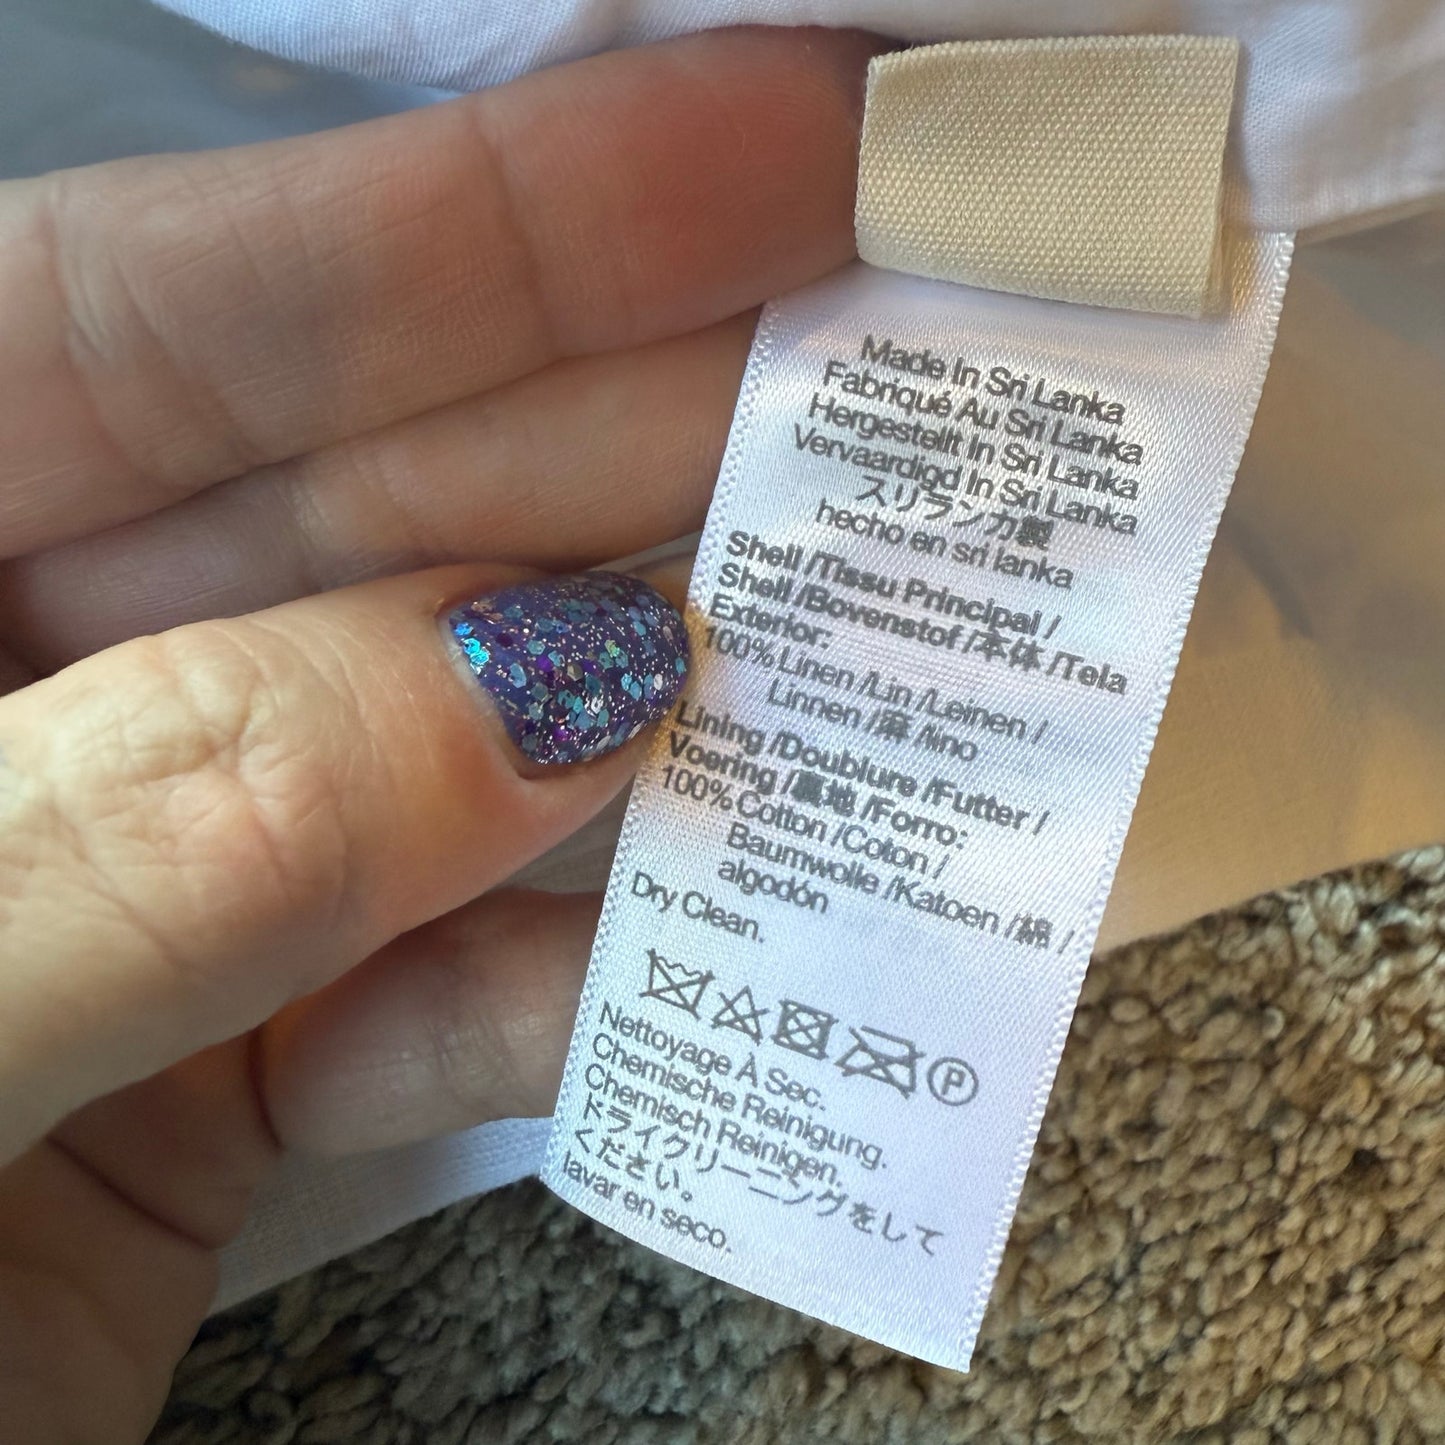 Made In Sri Lanka
Fabriqué Au Sri Lanka
Hergestellt In Sri Lanka
Vervaardigd In Sri Lanka
スリランカ製
hecho en sri lanka
Shell /Tissu Principal /
Shell /Bovenstof /本体 /Tela
Exterior:
100% Linen /Lin /Leinen /
Linnen /麻 /lino
Lining /Doublure /Futter /
Voering /裏地 /Forro:
100% Cotton /Coton /
Baumwolle /Katoen /綿 /
algodón
Dry Clean.
P
Nettoyage À Sec.
Chemische Reinigung.
Chemisch Reinigen.
ドライクリーニングをして
ください。
lavar en seco.